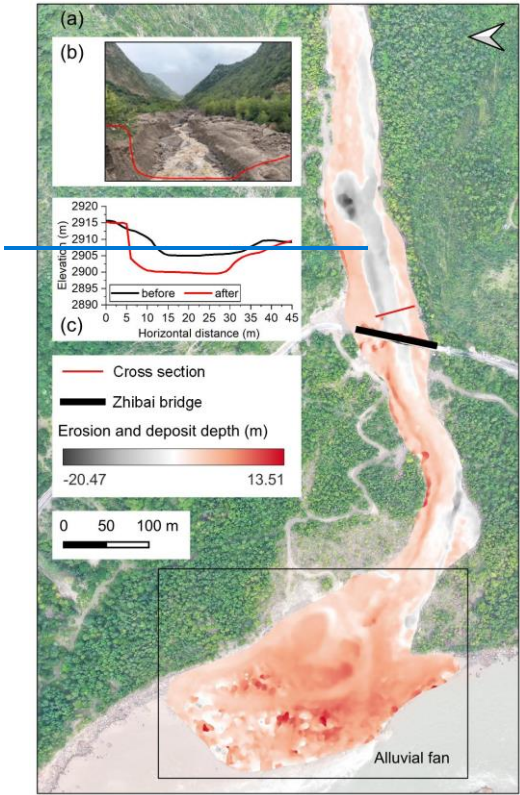 (a)
(b)
2920
2915
2910
2905
2900
2895
2890
Elevation (m)
before after
0 5 10 15 20 25 30 35 40 45
Horizontal distance (m)
(c)
Cross section
Zhibai bridge
Erosion and deposit depth (m)
-20.47 13.51
0 50 100 m
Alluvial fan